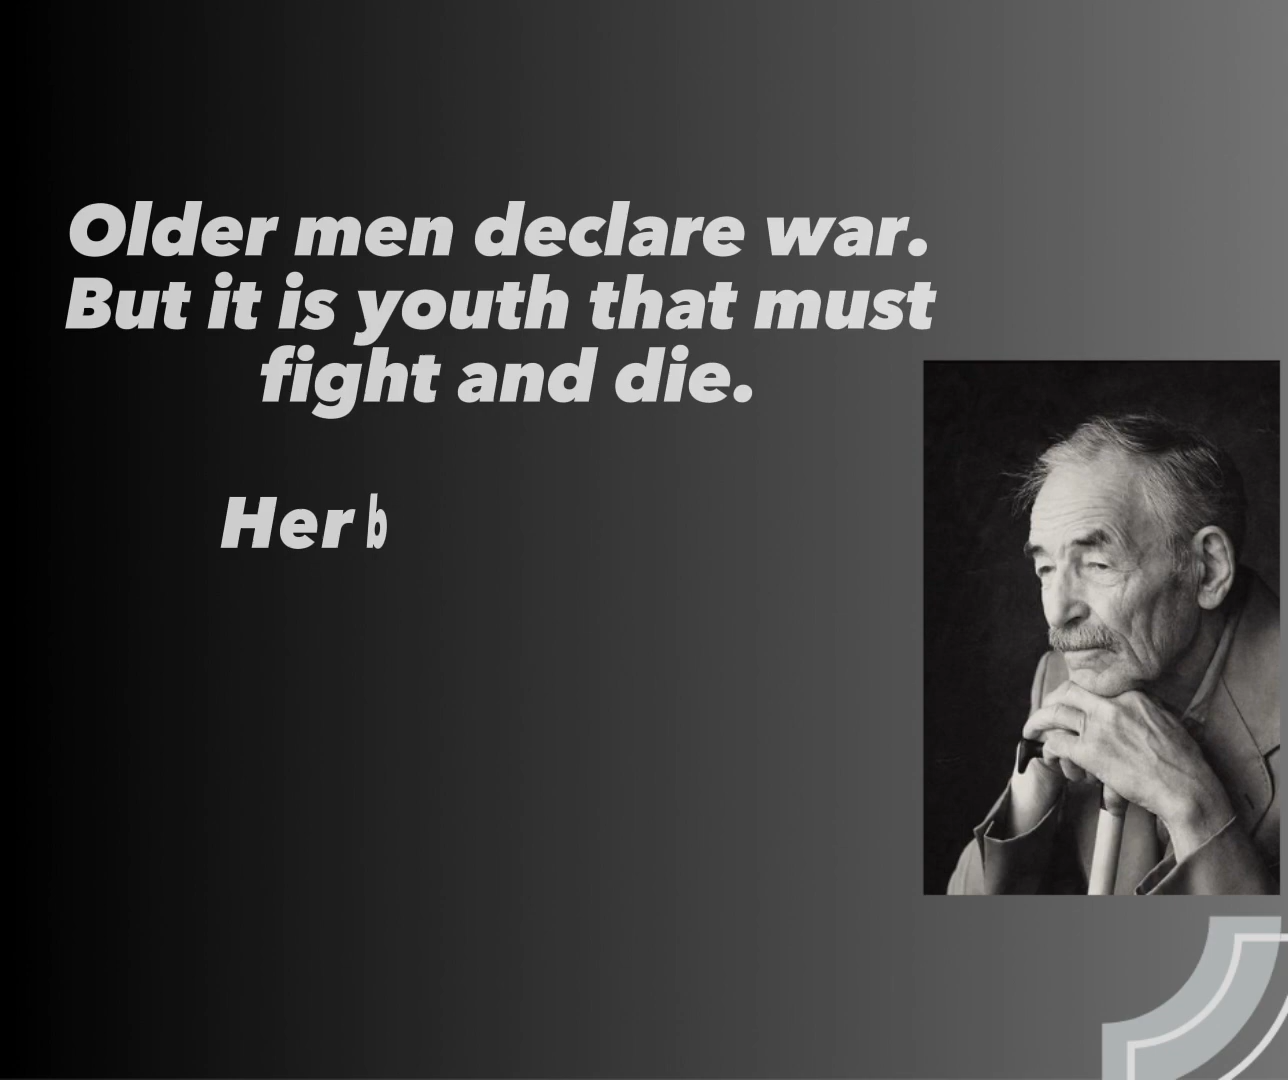 Older men declare war.
But it is youth that must
fight and die.
Herb